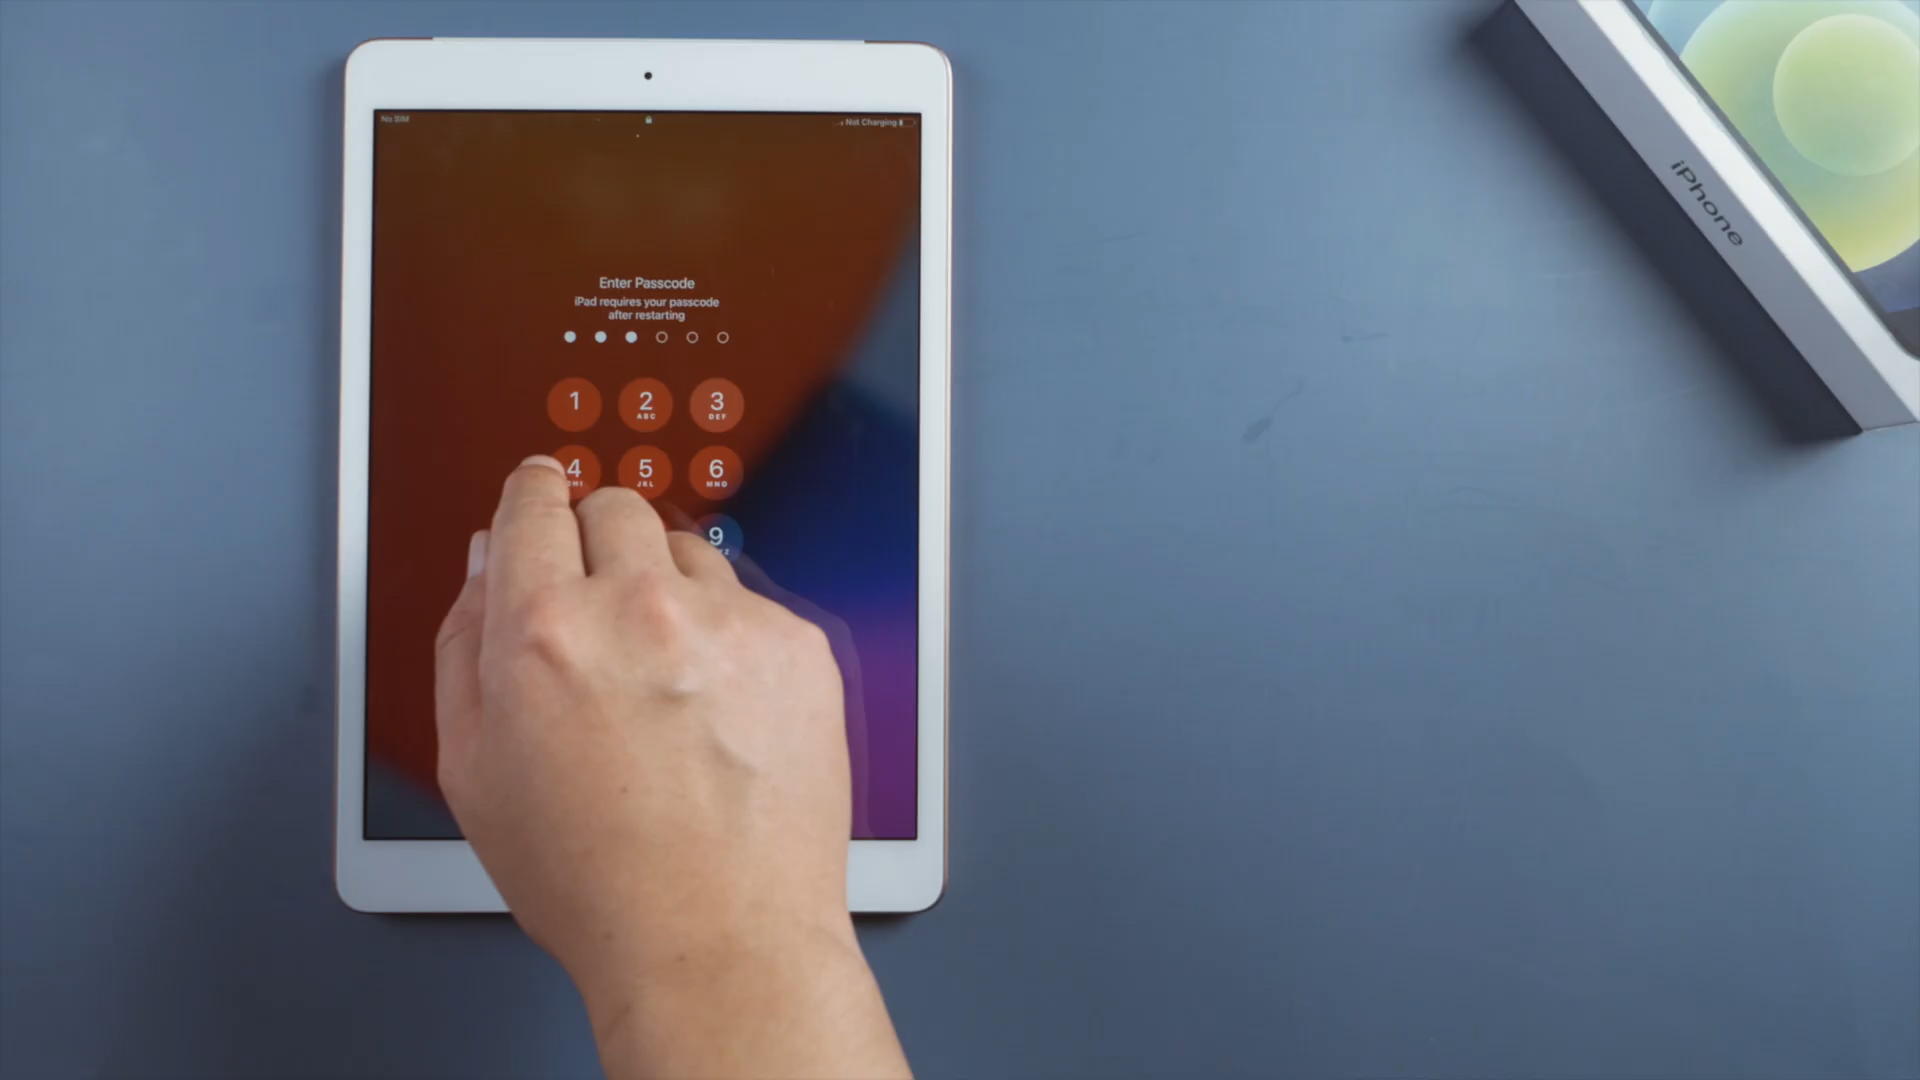 No SIM
Not Charging
Enter Passcode
iPad requires your passcode
after restarting
1
2
ABC
3
DEF
4
GHI
5
JKL
6
MNO
9
iPhone